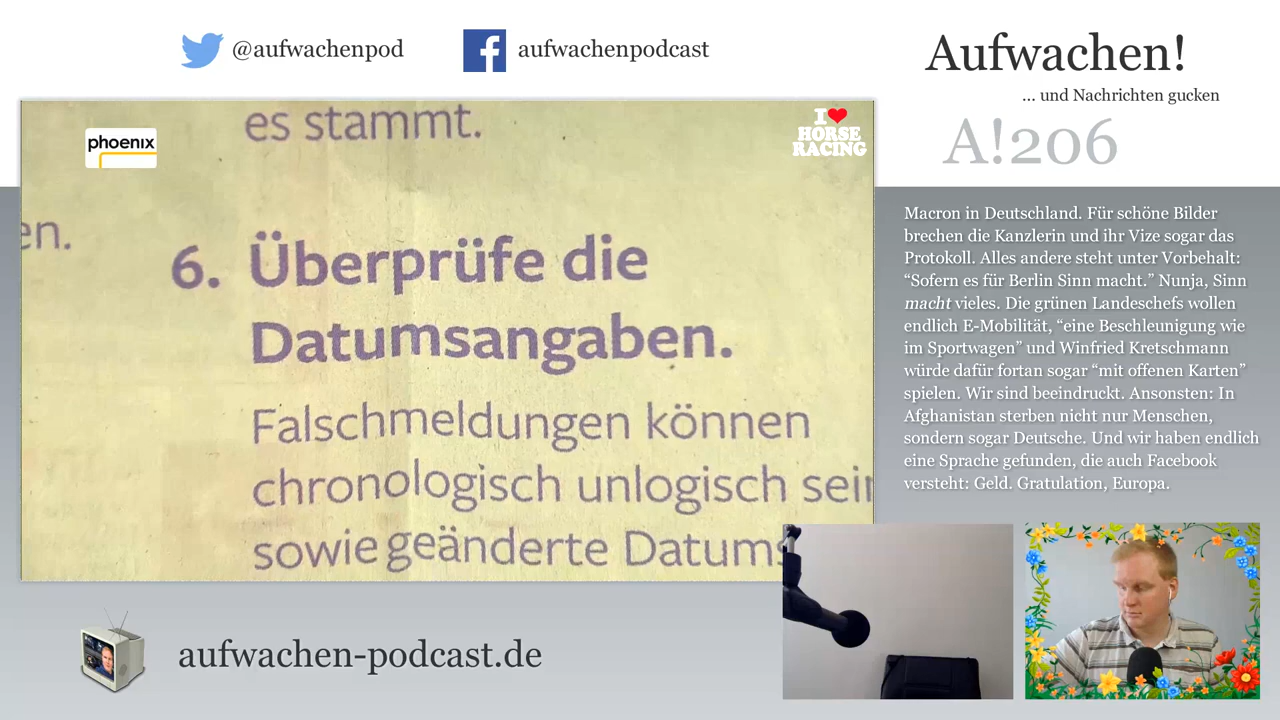 @aufwachenpod
aufwachenpodcast
Aufwachen!
... und Nachrichten gucken
A!206
phoenix
I
HORSE
RACING
es stammt.
en.
6. Überprüfe die
Datumsangaben.
Falschmeldungen können
chronologisch unlogisch sein
sowie geänderte Datums
Macron in Deutschland. Für schöne Bilder
brechen die Kanzlerin und ihr Vize sogar das
Protokoll. Alles andere steht unter Vorbehalt:
“Sofern es für Berlin Sinn macht.” Nunja, Sinn
macht vieles. Die grünen Landeschefs wollen
endlich E-Mobilität, “eine Beschleunigung wie
im Sportwagen” und Winfried Kretschmann
würde dafür fortan sogar “mit offenen Karten”
spielen. Wir sind beeindruckt. Ansonsten: In
Afghanistan sterben nicht nur Menschen,
sondern sogar Deutsche. Und wir haben endlich
eine Sprache gefunden, die auch Facebook
versteht: Geld. Gratulation, Europa.
aufwachen-podcast.de